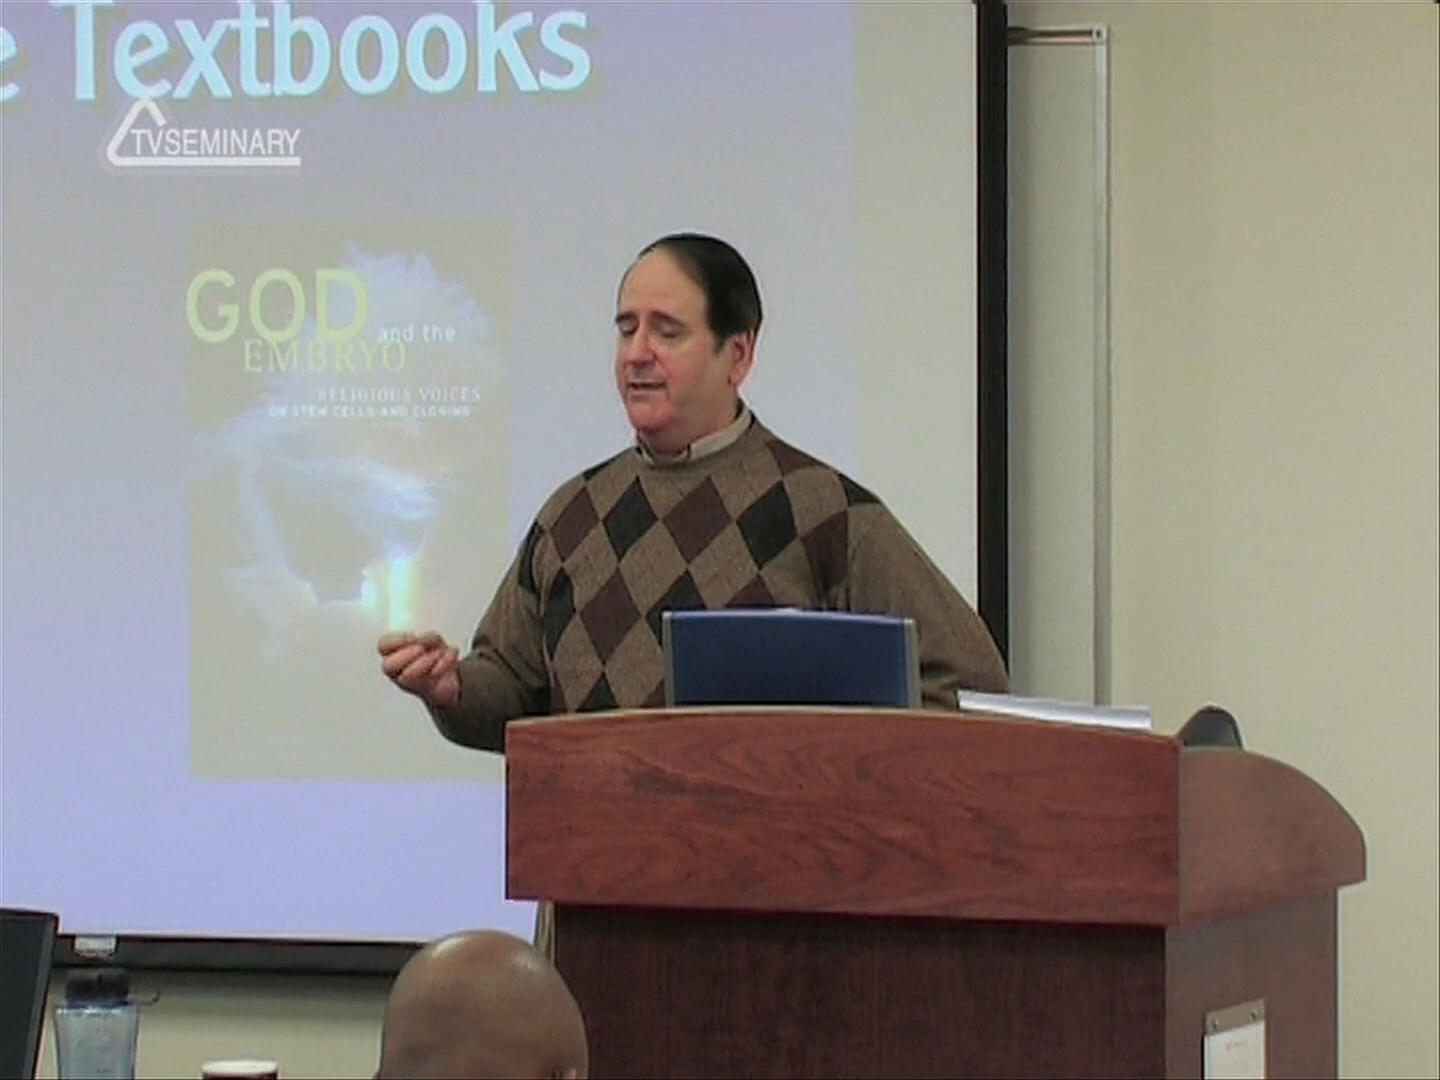 e Textbooks
TVSEMINARY
GOD
and the
EMBRYO
RELIGIOUS VOICES
ON STEM CELLS AND CLONING